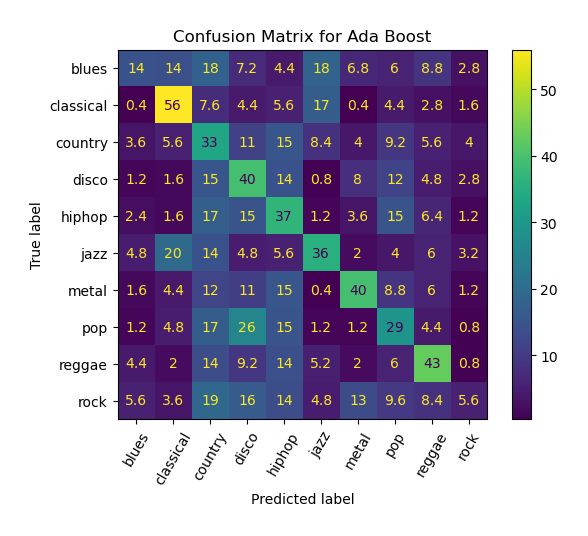 Confusion Matrix for Ada Boost
blues 14 14 18 7.2 4.4 18 6.8 6 8.8 2.8
classical 0.4 56 7.6 4.4 5.6 17 0.4 4.4 2.8 1.6
country 3.6 5.6 33 11 15 8.4 4 9.2 5.6 4
disco 1.2 1.6 15 40 14 0.8 8 12 4.8 2.8
hiphop 2.4 1.6 17 15 37 1.2 3.6 15 6.4 1.2
jazz 4.8 20 14 4.8 5.6 36 2 4 6 3.2
metal 1.6 4.4 12 11 15 0.4 40 8.8 6 1.2
pop 1.2 4.8 17 26 15 1.2 1.2 29 4.4 0.8
reggae 4.4 2 14 9.2 14 5.2 2 6 43 0.8
rock 5.6 3.6 19 16 14 4.8 13 9.6 8.4 5.6
True label
blues classical country disco hiphop jazz metal pop reggae rock
Predicted label
50
40
30
20
10